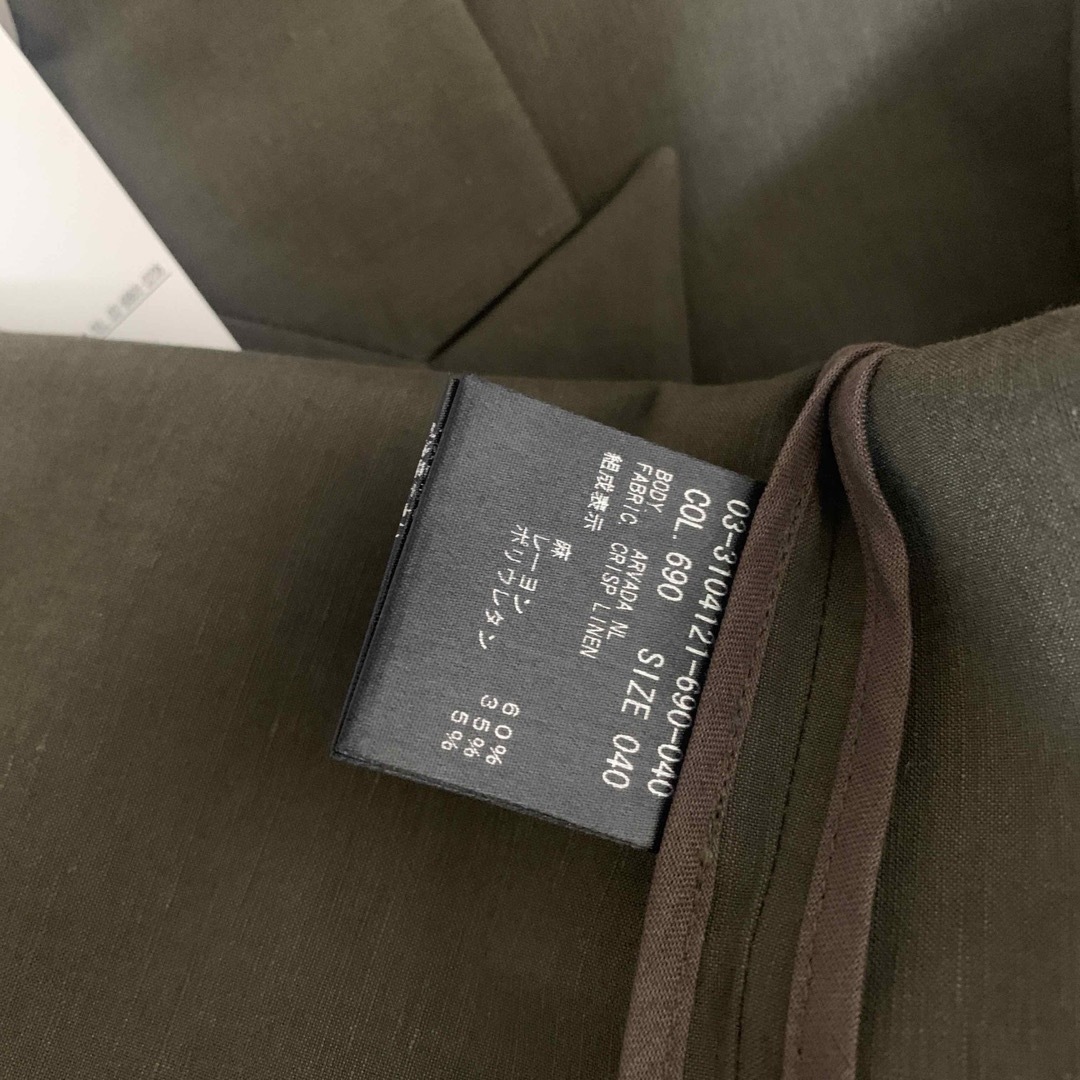 03-3104121-690-040
COL. 690 SIZE 040
BODY ARVADA NL
FABRIC. CRISP LINEN
組成表示
麻 60%
レーヨン 35%
ポリウレタン 5%